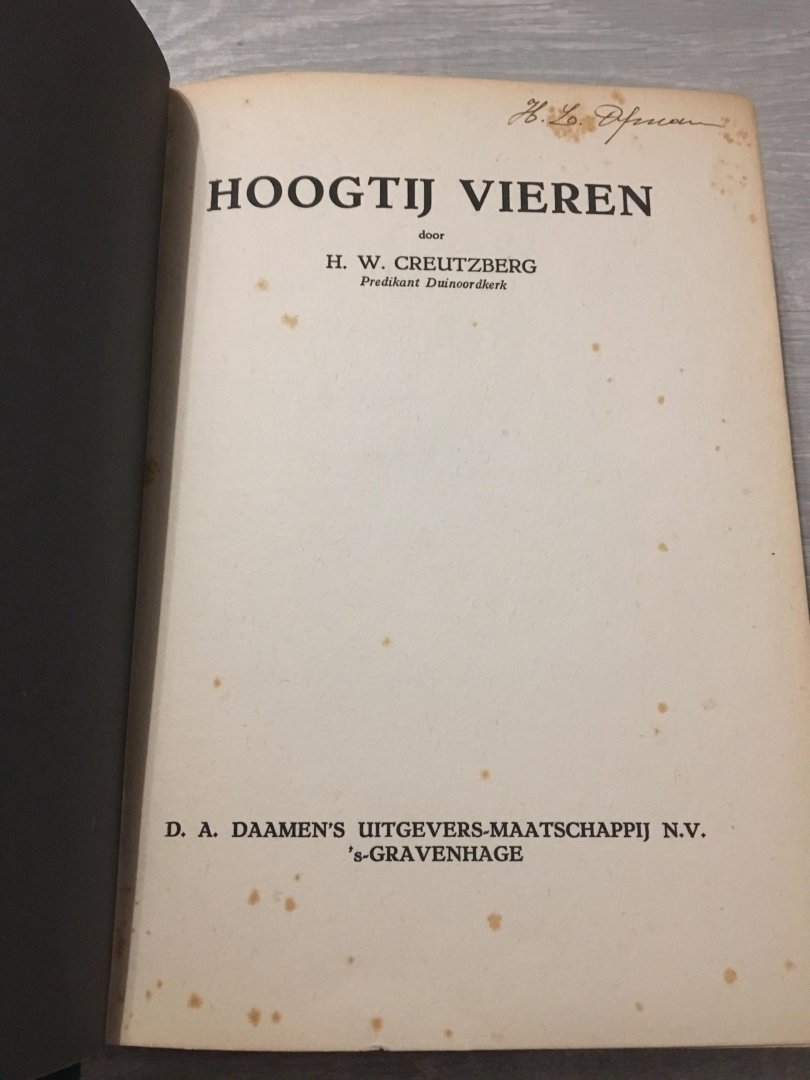 H. L.
HOOGTIJ VIEREN
door
H. W. CREUTZBERG
Predikant Duinoordkerk
D. A. DAAMEN'S UITGEVERS-MAATSCHAPPIJ N.V.
's-GRAVENHAGE